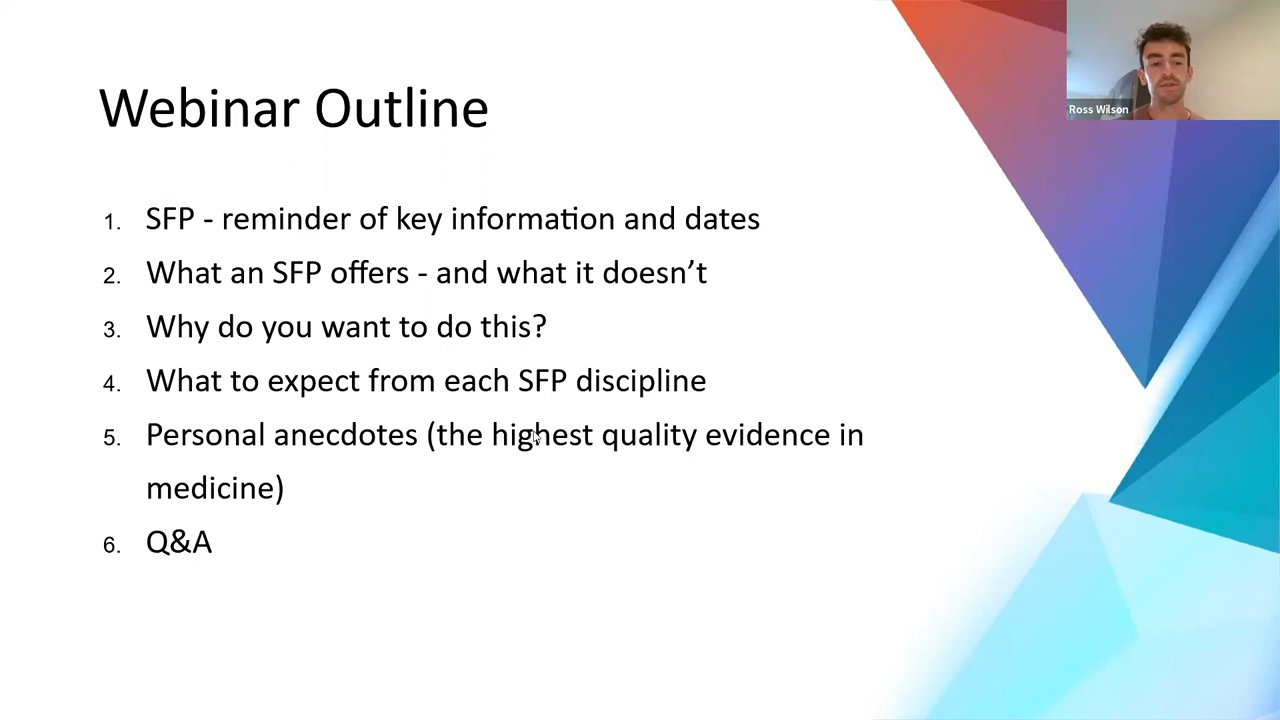 Webinar Outline
Ross Wilson
1. SFP - reminder of key information and dates
2. What an SFP offers - and what it doesn’t
3. Why do you want to do this?
4. What to expect from each SFP discipline
5. Personal anecdotes (the highest quality evidence in
medicine)
6. Q&A